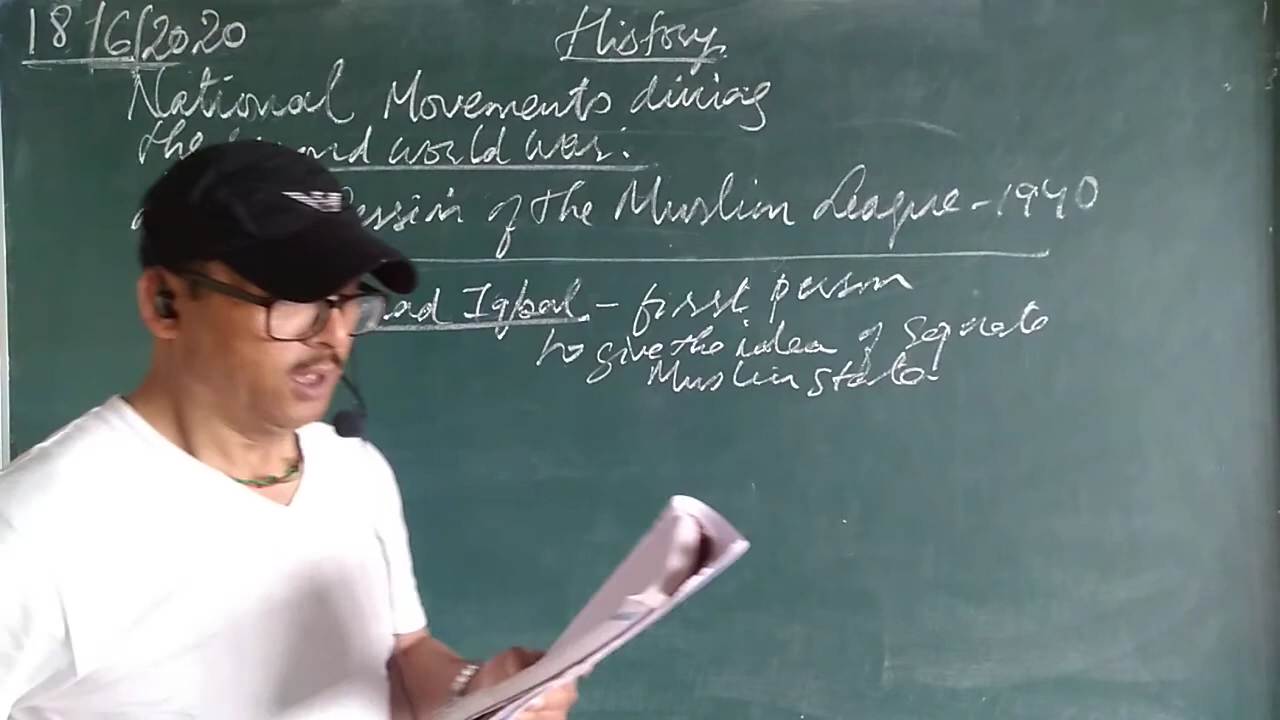 18/6/2020
History
National Movements during
the world war:
of the Muslim League - 1940
Iqbal - first person
to give the idea of Separate
Muslim state.